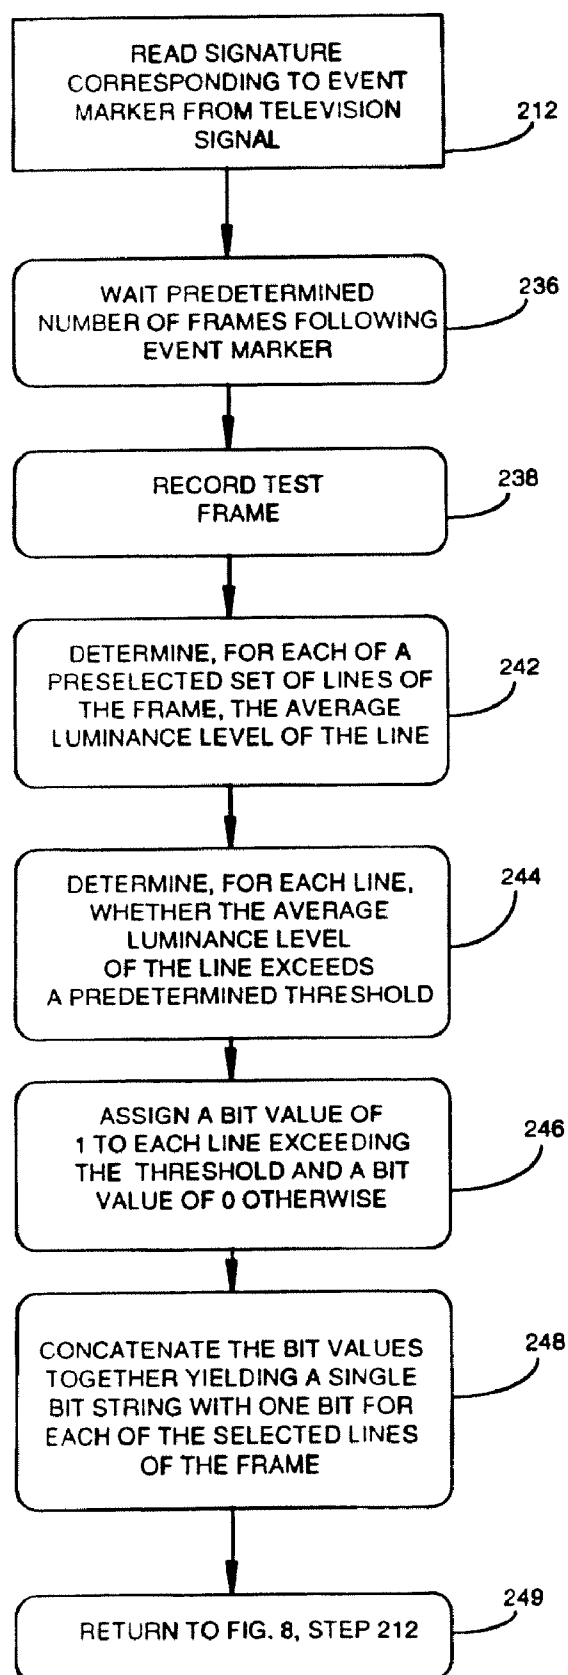 READ SIGNATURE
CORRESPONDING TO EVENT
MARKER FROM TELEVISION
SIGNAL
212
WAIT PREDETERMINED
NUMBER OF FRAMES FOLLOWING
EVENT MARKER
236
RECORD TEST
FRAME
238
DETERMINE, FOR EACH OF A
PRESELECTED SET OF LINES OF
THE FRAME, THE AVERAGE
LUMINANCE LEVEL OF THE LINE
242
DETERMINE, FOR EACH LINE,
WHETHER THE AVERAGE
LUMINANCE LEVEL
OF THE LINE EXCEEDS
A PREDETERMINED THRESHOLD
244
ASSIGN A BIT VALUE OF
1 TO EACH LINE EXCEEDING
THE THRESHOLD AND A BIT
VALUE OF 0 OTHERWISE
246
CONCATENATE THE BIT VALUES
TOGETHER YIELDING A SINGLE
BIT STRING WITH ONE BIT FOR
EACH OF THE SELECTED LINES
OF THE FRAME
248
RETURN TO FIG. 8, STEP 212
249